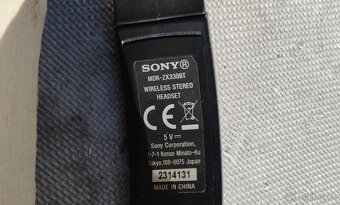 SONY®
MDR-ZX330BT
WIRELESS STEREO
HEADSET
CE
5 V
Sony Corporation,
1-7-1 Konan Minato-Ku
Tokyo, 108-0075 Japan
2314131
MADE IN CHINA